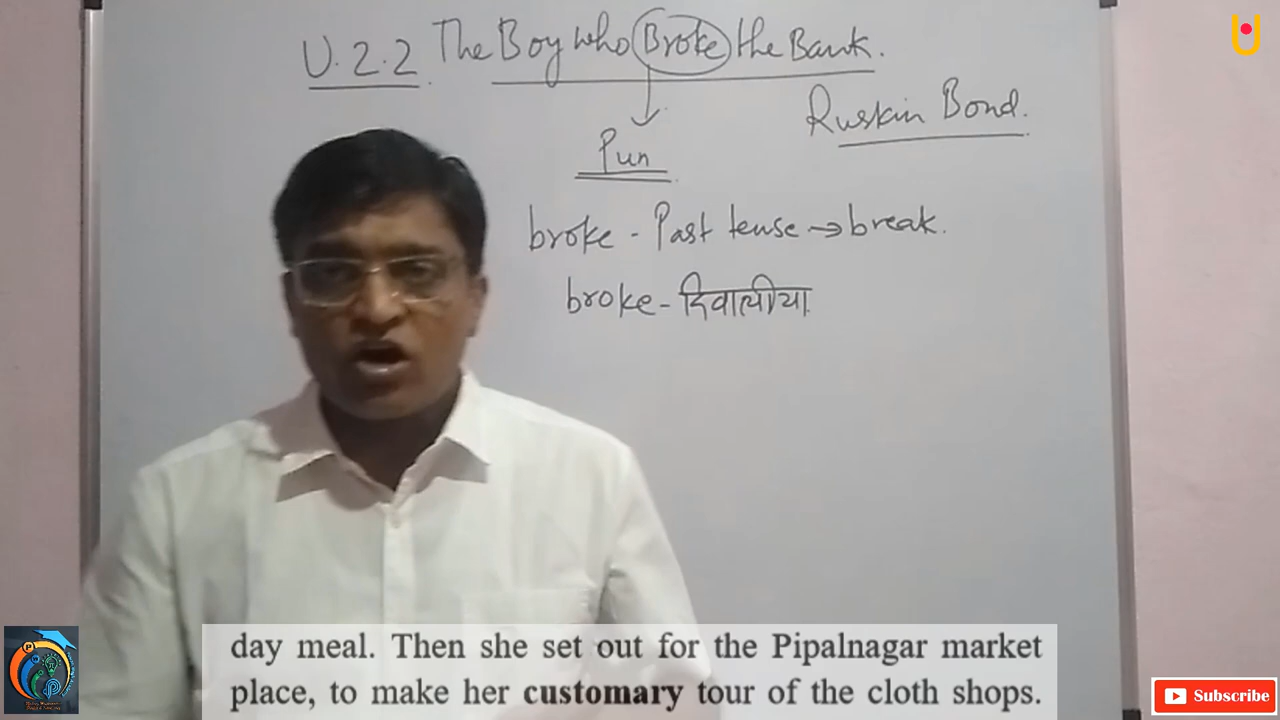 U.2.2 The Boy who Broke the Bank.
Ruskin Bond.
Pun
broke - Past tense → break.
broke - दिवालीया
day meal. Then she set out for the Pipalnagar market
place, to make her customary tour of the cloth shops.
Subscribe